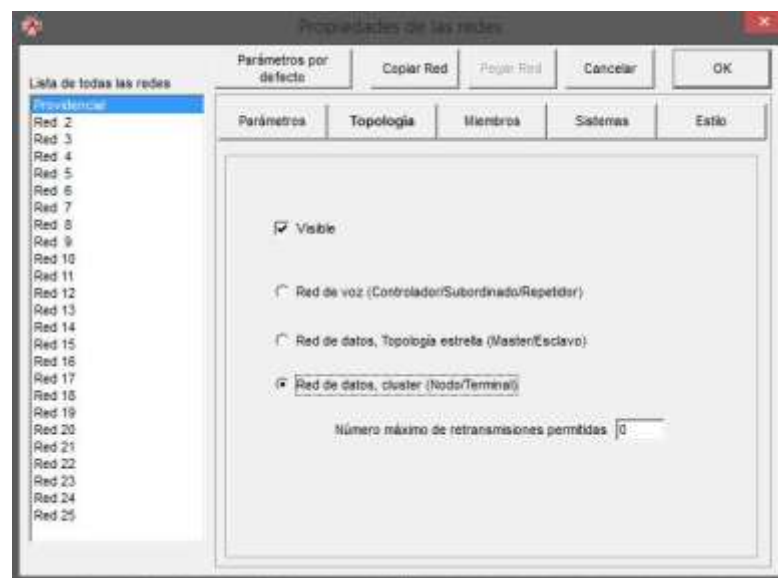 Propiedades de las redes
Parámetros por defecto
Copiar Red
Pegar Red
Cancelar
OK
Lista de todas las redes
Providencial
Red 2
Red 3
Red 4
Red 5
Red 6
Red 7
Red 8
Red 9
Red 10
Red 11
Red 12
Red 13
Red 14
Red 15
Red 16
Red 17
Red 18
Red 19
Red 20
Red 21
Red 22
Red 23
Red 24
Red 25
Parámetros
Topología
Miembros
Sistemas
Estilo
Visible
Red de voz (Controlador/Subordinado/Repetidor)
Red de datos, Topología estrella (Master/Esclavo)
Red de datos, cluster (Nodo/Terminal)
Número máximo de retransmisiones permitidas 0